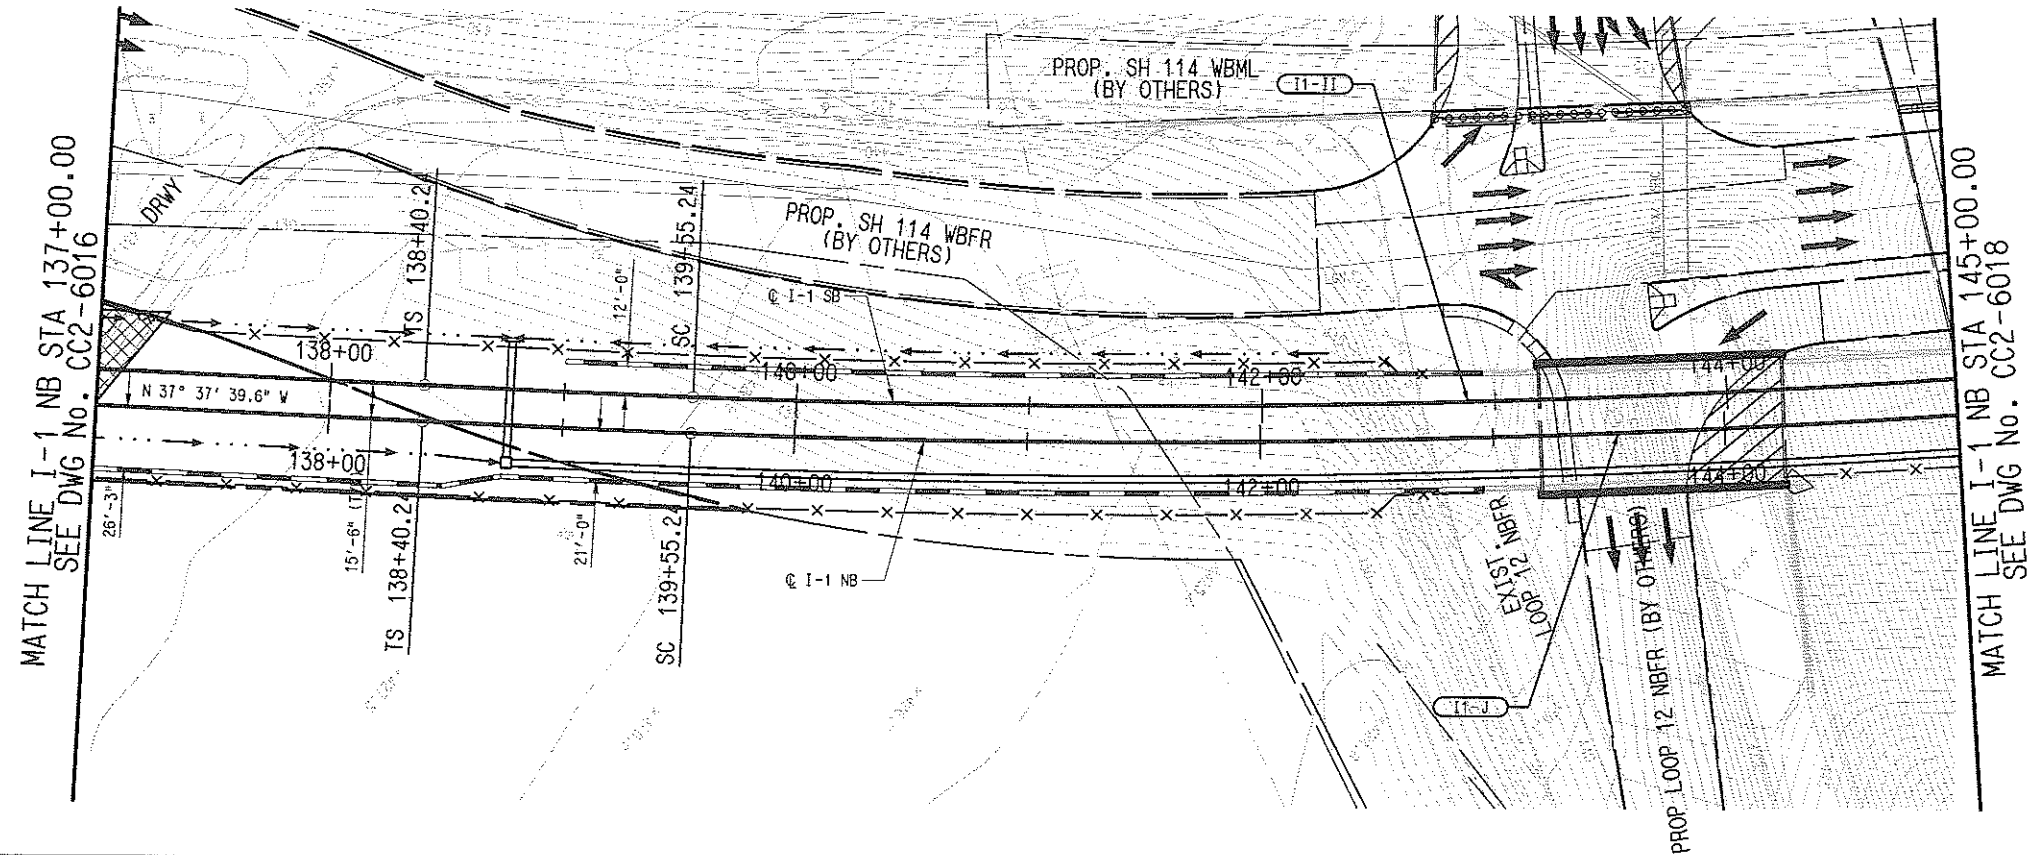 MATCH LINE I-1 NB STA 137+00.00
SEE DWG No. CC2-6016
DRWY
TS 138+40.2
SC 139+55.24
12'-0"
PROP. SH 114 WBML
(BY OTHERS)
I1-II
PROP. SH 114 WBFR
(BY OTHERS)
℄ I-1 SB
138+00
140+00
142+00
144+00
N 37° 37' 39.6" W
138+00
140+00
142+00
144+00
26'-3"
15'-6" (T
TS 138+40.24
21'-0"
SC 139+55.24
℄ I-1 NB
EXIST.
LOOP 12 NBFR
I1-J
PROP LOOP 12 NBFR (BY OTHERS)
MATCH LINE I-1 NB STA 145+00.00
SEE DWG No. CC2-6018